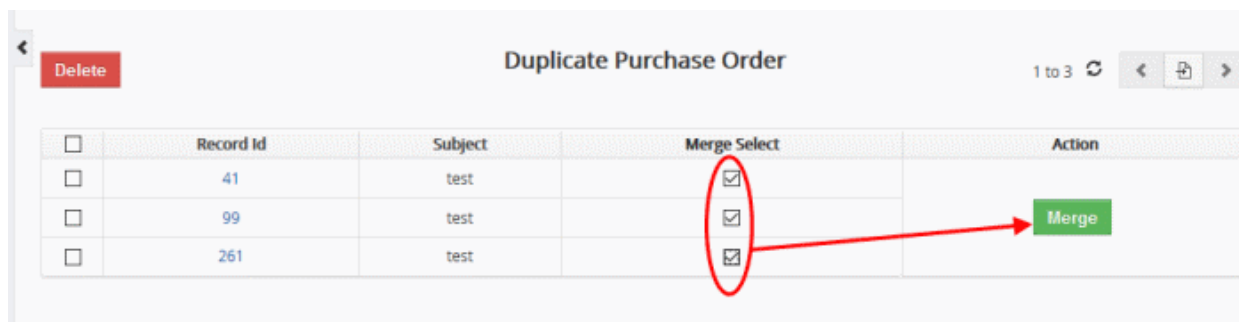 Delete
Duplicate Purchase Order
1 to 3
Record Id Subject Merge Select Action
41 test
99 test
Merge
261 test